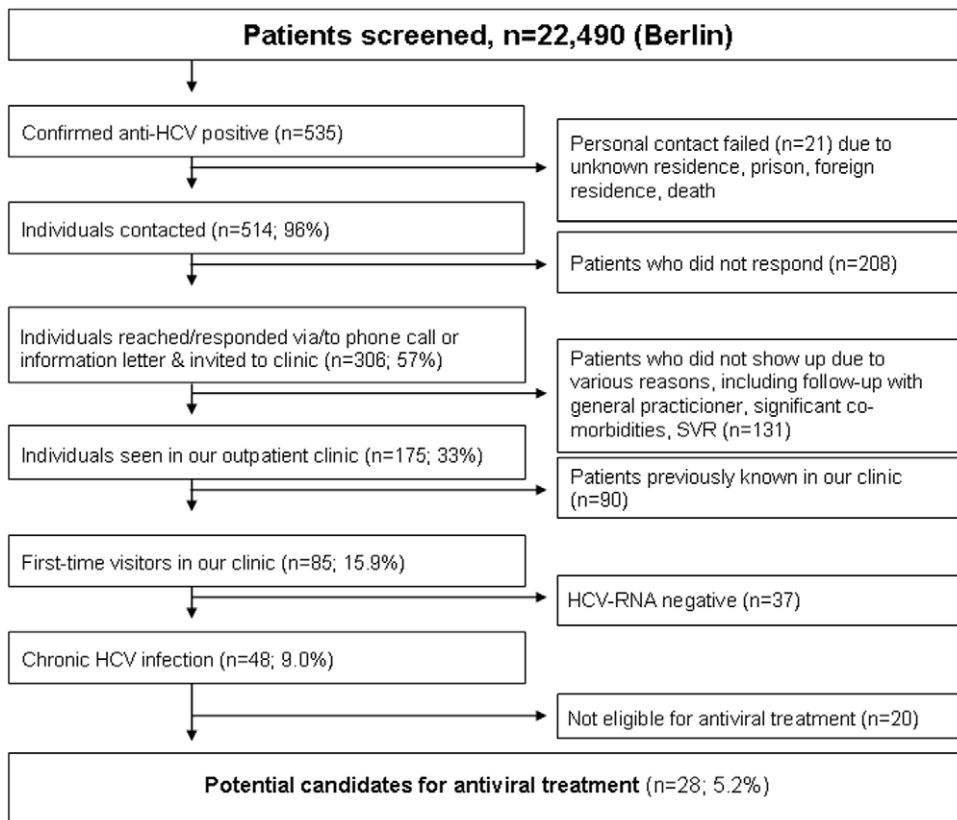 Patients screened, n=22,490 (Berlin)
Confirmed anti-HCV positive (n=535)
Personal contact failed (n=21) due to
unknown residence, prison, foreign
residence, death
Individuals contacted (n=514; 96%)
Patients who did not respond (n=208)
Individuals reached/responded via/to phone call or
information letter & invited to clinic (n=306; 57%)
Patients who did not show up due to
various reasons, including follow-up with
general practicioner, significant co-
morbidities, SVR (n=131)
Individuals seen in our outpatient clinic (n=175; 33%)
Patients previously known in our clinic
(n=90)
First-time visitors in our clinic (n=85; 15.9%)
HCV-RNA negative (n=37)
Chronic HCV infection (n=48; 9.0%)
Not eligible for antiviral treatment (n=20)
Potential candidates for antiviral treatment (n=28; 5.2%)